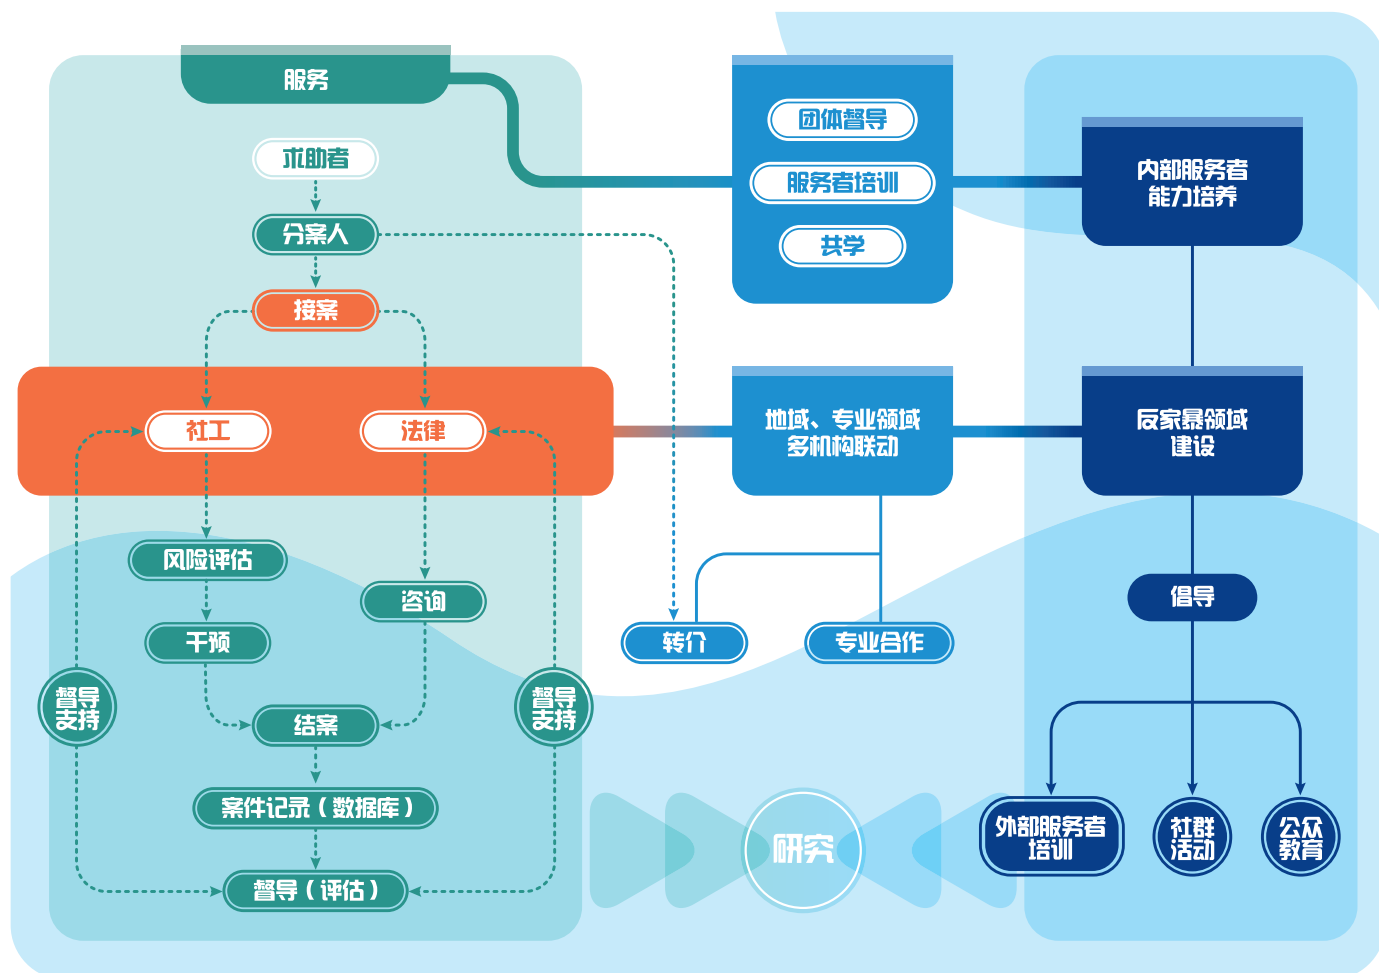 服务
求助者
分案人
接案
社工
法律
风险评估
咨询
干预
督导
支持
督导
支持
结案
案件记录（数据库）
督导（评估）
团体督导
服务者培训
共学
地域、专业领域
多机构联动
转介
专业合作
内部服务者
能力培养
反家暴领域
建设
倡导
外部服务者
培训
社群
活动
公众
教育
研究